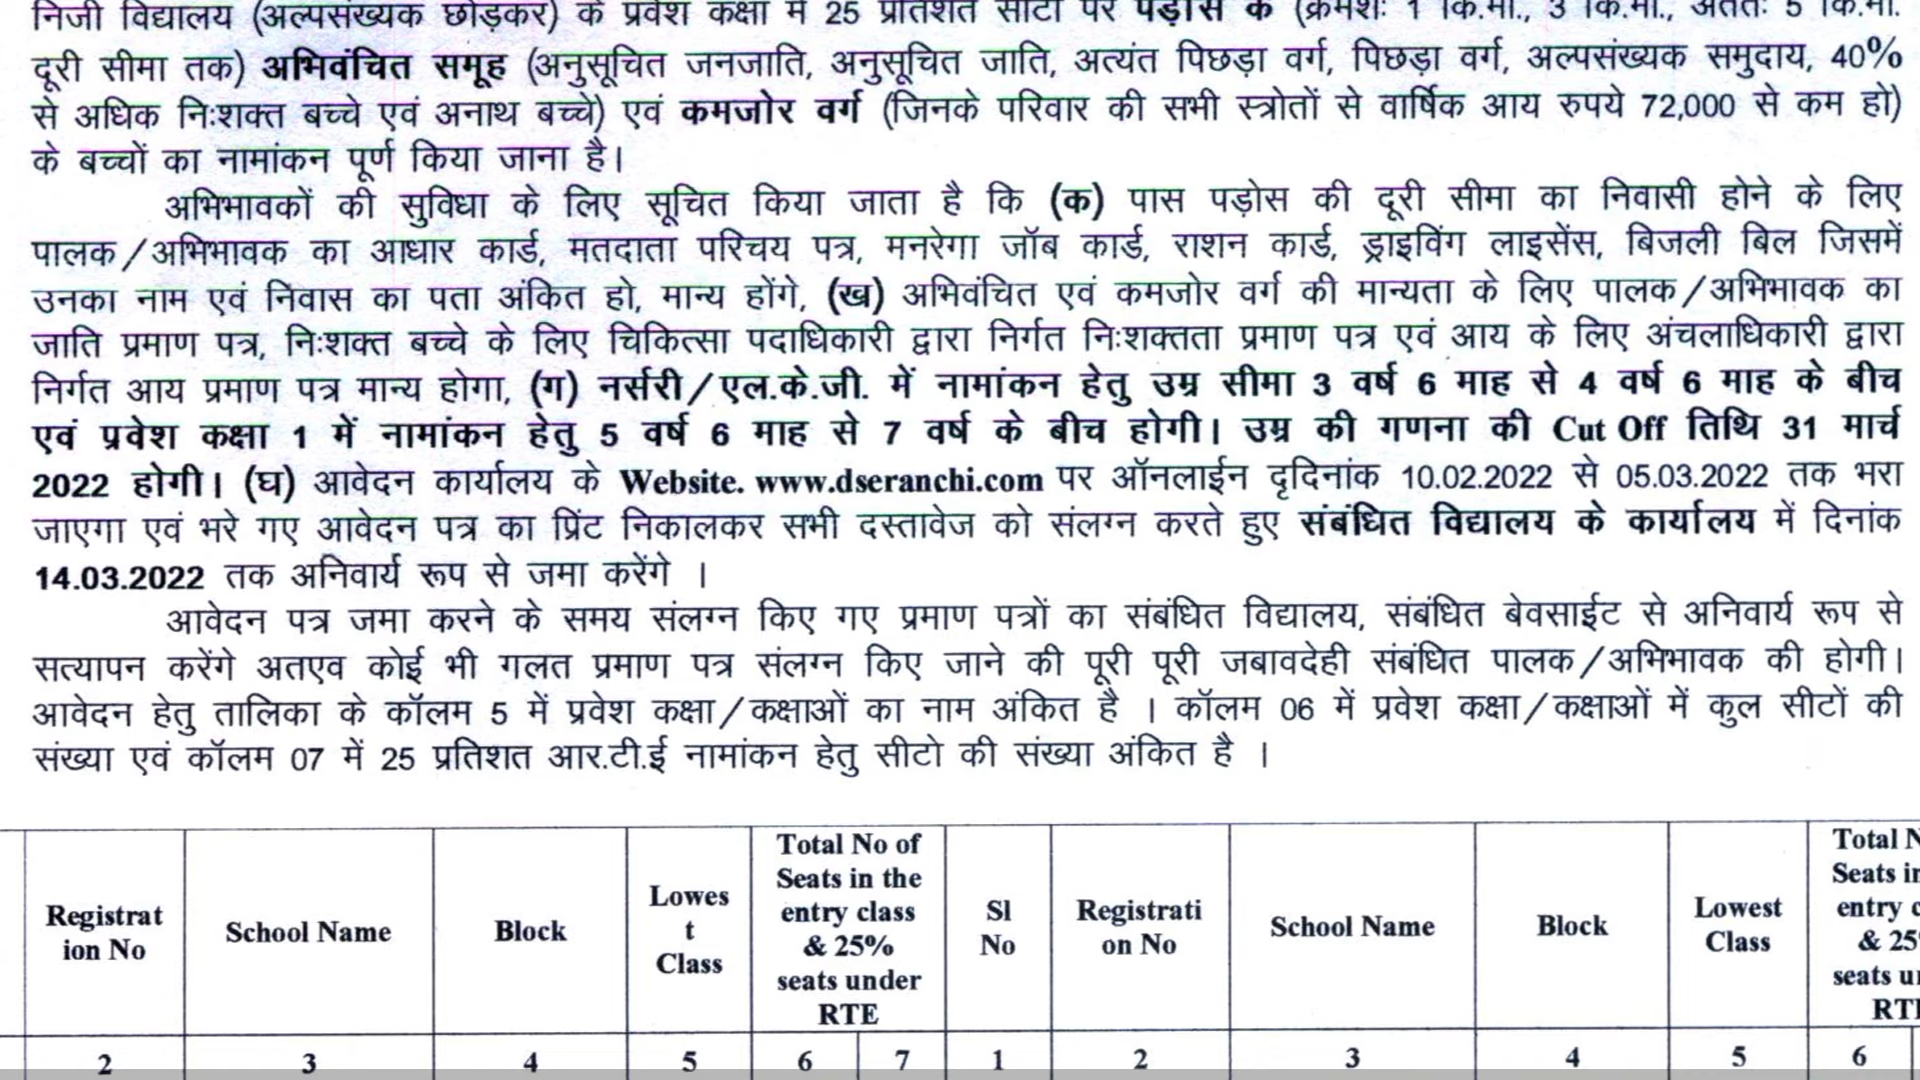 निजी विद्यालय (अल्पसंख्यक छोड़कर) के प्रवेश कक्षा में 25 प्रतिशत सीटों पर पड़ोस के (क्रमशः 1 कि.मी., 3 कि.मी., अंततः 5 कि.मी.
दूरी सीमा तक) अभिवंचित समूह (अनुसूचित जनजाति, अनुसूचित जाति, अत्यंत पिछड़ा वर्ग, पिछड़ा वर्ग, अल्पसंख्यक समुदाय, 40%
से अधिक निःशक्त बच्चे एवं अनाथ बच्चे) एवं कमजोर वर्ग (जिनके परिवार की सभी स्त्रोतों से वार्षिक आय रुपये 72,000 से कम हो)
के बच्चों का नामांकन पूर्ण किया जाना है।
अभिभावकों की सुविधा के लिए सूचित किया जाता है कि (क) पास पड़ोस की दूरी सीमा का निवासी होने के लिए
पालक/अभिभावक का आधार कार्ड, मतदाता परिचय पत्र, मनरेगा जॉब कार्ड, राशन कार्ड, ड्राइविंग लाइसेंस, बिजली बिल जिसमें
उनका नाम एवं निवास का पता अंकित हो, मान्य होंगे, (ख) अभिवंचित एवं कमजोर वर्ग की मान्यता के लिए पालक/अभिभावक का
जाति प्रमाण पत्र, निःशक्त बच्चे के लिए चिकित्सा पदाधिकारी द्वारा निर्गत निःशक्तता प्रमाण पत्र एवं आय के लिए अंचलाधिकारी द्वारा
निर्गत आय प्रमाण पत्र मान्य होगा, (ग) नर्सरी/एल.के.जी. में नामांकन हेतु उम्र सीमा 3 वर्ष 6 माह से 4 वर्ष 6 माह के बीच
एवं प्रवेश कक्षा 1 में नामांकन हेतु 5 वर्ष 6 माह से 7 वर्ष के बीच होगी। उम्र की गणना की Cut Off तिथि 31 मार्च
2022 होगी। (घ) आवेदन कार्यालय के Website. www.dseranchi.com पर ऑनलाईन दृदिनांक 10.02.2022 से 05.03.2022 तक भरा
जाएगा एवं भरे गए आवेदन पत्र का प्रिंट निकालकर सभी दस्तावेज को संलग्न करते हुए संबंधित विद्यालय के कार्यालय में दिनांक
14.03.2022 तक अनिवार्य रूप से जमा करेंगे ।
आवेदन पत्र जमा करने के समय संलग्न किए गए प्रमाण पत्रों का संबंधित विद्यालय, संबंधित बेवसाईट से अनिवार्य रूप से
सत्यापन करेंगे अतएव कोई भी गलत प्रमाण पत्र संलग्न किए जाने की पूरी पूरी जबावदेही संबंधित पालक/अभिभावक की होगी।
आवेदन हेतु तालिका के कॉलम 5 में प्रवेश कक्षा/कक्षाओं का नाम अंकित है । कॉलम 06 में प्रवेश कक्षा/कक्षाओं में कुल सीटों की
संख्या एवं कॉलम 07 में 25 प्रतिशत आर.टी.ई नामांकन हेतु सीटो की संख्या अंकित है ।
Registrat
ion No
School Name
Block
Lowes
t
Class
Total No of
Seats in the
entry class
& 25%
seats under
RTE
Sl
No
Registrati
on No
School Name
Block
Lowest
Class
Total N
Seats in
entry c
& 25
seats u
RT
2 3 4 5 6 7 1 2 3 4 5 6